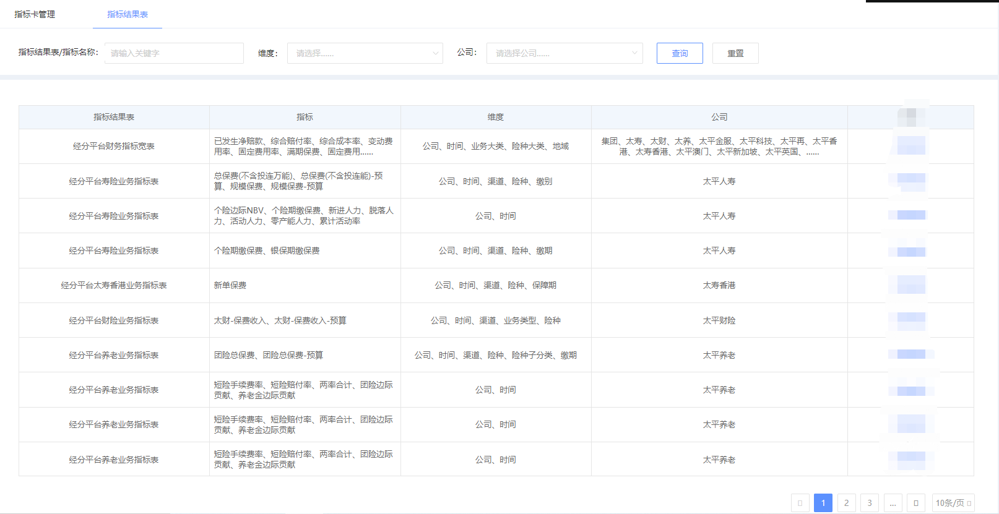 指标卡管理 指标结果表
指标结果表/指标名称： 请输入关键字 维度： 请选择...... 公司： 请选择公司...... 查询 重置
指标结果表 指标 维度 公司
经分平台财务指标宽表 已发生净赔款、综合赔付率、综合成本率、变动费用率、固定费用率、满期保费、固定费用...... 公司、时间、业务大类、险种大类、地域 集团、太寿、太财、太养、太平金服、太平科技、太平再、太平香港、太寿香港、太平澳门、太平新加坡、太平英国、......
经分平台寿险业务指标表 总保费(不含投连万能)、总保费(不含投连能)-预算、规模保费、规模保费-预算 公司、时间、渠道、险种、缴别 太平人寿
经分平台寿险业务指标表 个险边际NBV、个险期缴保费、新进人力、脱落人力、活动人力、零产能人力、累计活动率 公司、时间 太平人寿
经分平台寿险业务指标表 个险期缴保费、银保期缴保费 公司、时间、渠道、险种、缴期 太平人寿
经分平台太寿香港业务指标表 新单保费 公司、时间、渠道、险种、保障期 太寿香港
经分平台财险业务指标表 太财-保费收入、太财-保费收入-预算 公司、时间、渠道、业务类型、险种 太平财险
经分平台养老业务指标表 团险总保费、团险总保费-预算 公司、时间、渠道、险种、险种子分类、缴期 太平养老
经分平台养老业务指标表 短险手续费率、短险赔付率、两率合计、团险边际贡献、养老金边际贡献 公司、时间 太平养老
经分平台养老业务指标表 短险手续费率、短险赔付率、两率合计、团险边际贡献、养老金边际贡献 公司、时间 太平养老
经分平台养老业务指标表 短险手续费率、短险赔付率、两率合计、团险边际贡献、养老金边际贡献 公司、时间 太平养老
1 2 3 ... 10条/页